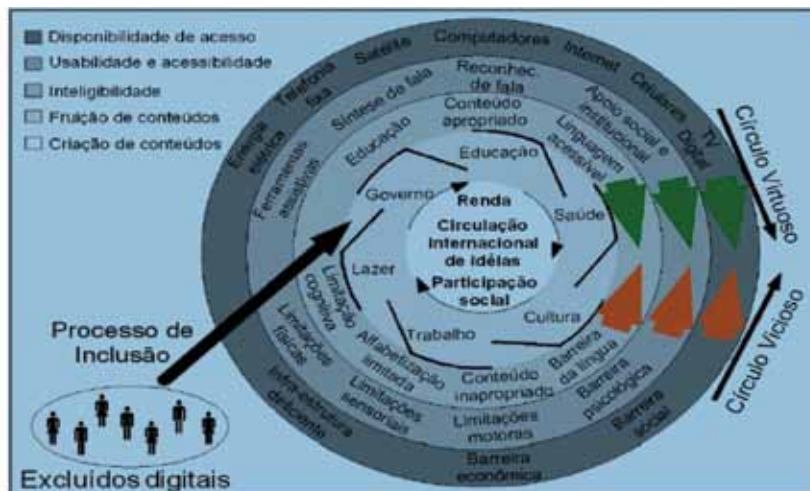 Disponibilidade de acesso
Usabilidade e acessibilidade
Inteligibilidade
Fruição de conteúdos
Criação de conteúdos
Energia elétrica
Telefonia fixa
Satélite
Computadores
Internet
Celulares
TV Digital
Ferramentas assistivas
Síntese de fala
Reconhec. de fala
Apoio social e institucional
Educação
Conteúdo apropriado
Linguagem acessível
Governo
Educação
Saúde
Lazer
Trabalho
Cultura
Renda
Circulação
Internacional
de idéias
Participação
social
Limitação cognitiva
Alfabetização limitada
Conteúdo inapropriado
Barreira da língua
Limitações físicas
Limitações sensoriais
Limitações motoras
Barreira psicológica
Infra-estrutura deficiente
Barreira econômica
Barreira social
Círculo Virtuoso
Círculo Vicioso
Processo de
Inclusão
Excluídos digitais